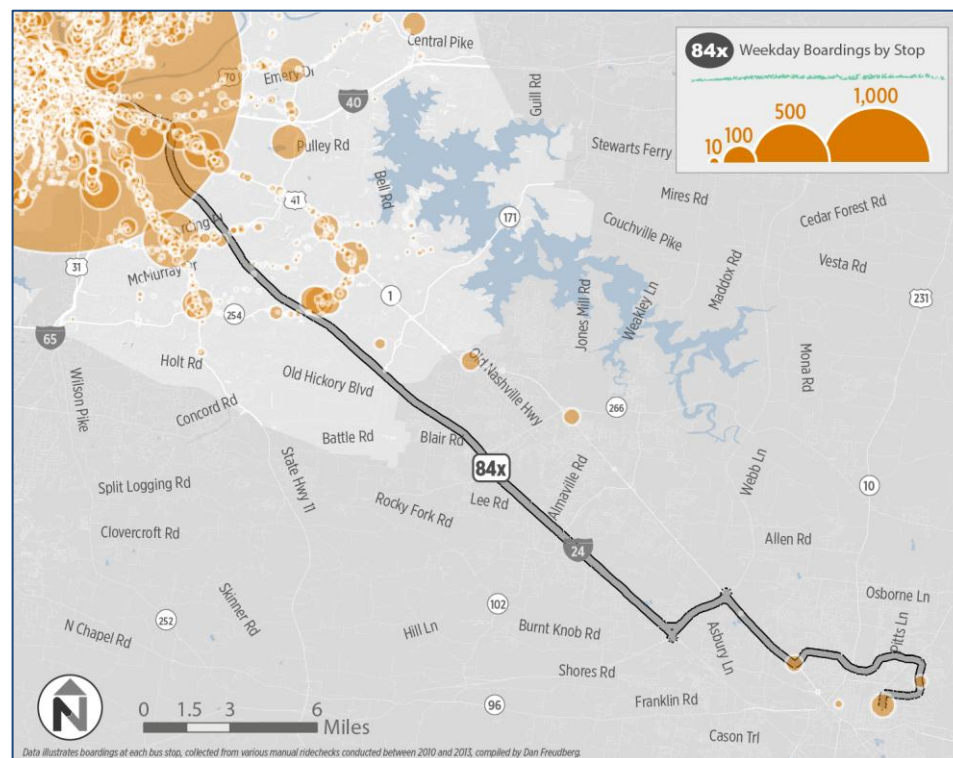 84x Weekday Boardings by Stop
10 100 500 1,000
Central Pike
70
Emery Dr
40
Guill Rd
Pulley Rd
Stewarts Ferry
Bell Rd
Mires Rd
41
171
Cedar Forest Rd
Couchville Pike
Maddox Rd
Vesta Rd
31
McMurray Dr
1
Jones Mill Rd
Weakley Ln
231
254
65
Holt Rd
Old Hickory Blvd
Old Nashville Hwy
Mona Rd
Wilson Pike
Concord Rd
266
Battle Rd
Blair Rd
84x
State Hwy 11
Almaville Rd
Webb Ln
Split Logging Rd
Rocky Fork Rd
Lee Rd
10
Clovercroft Rd
24
Allen Rd
Skinner Rd
102
Osborne Ln
252
N Chapel Rd
Hill Ln
Burnt Knob Rd
Asbury Ln
Pitts Ln
Shores Rd
N
0 1.5 3 6
Miles
96
Franklin Rd
Cason Trl
Data illustrates boardings at each bus stop, collected from various manual ridechecks conducted between 2010 and 2013, compiled by Dan Freudberg.